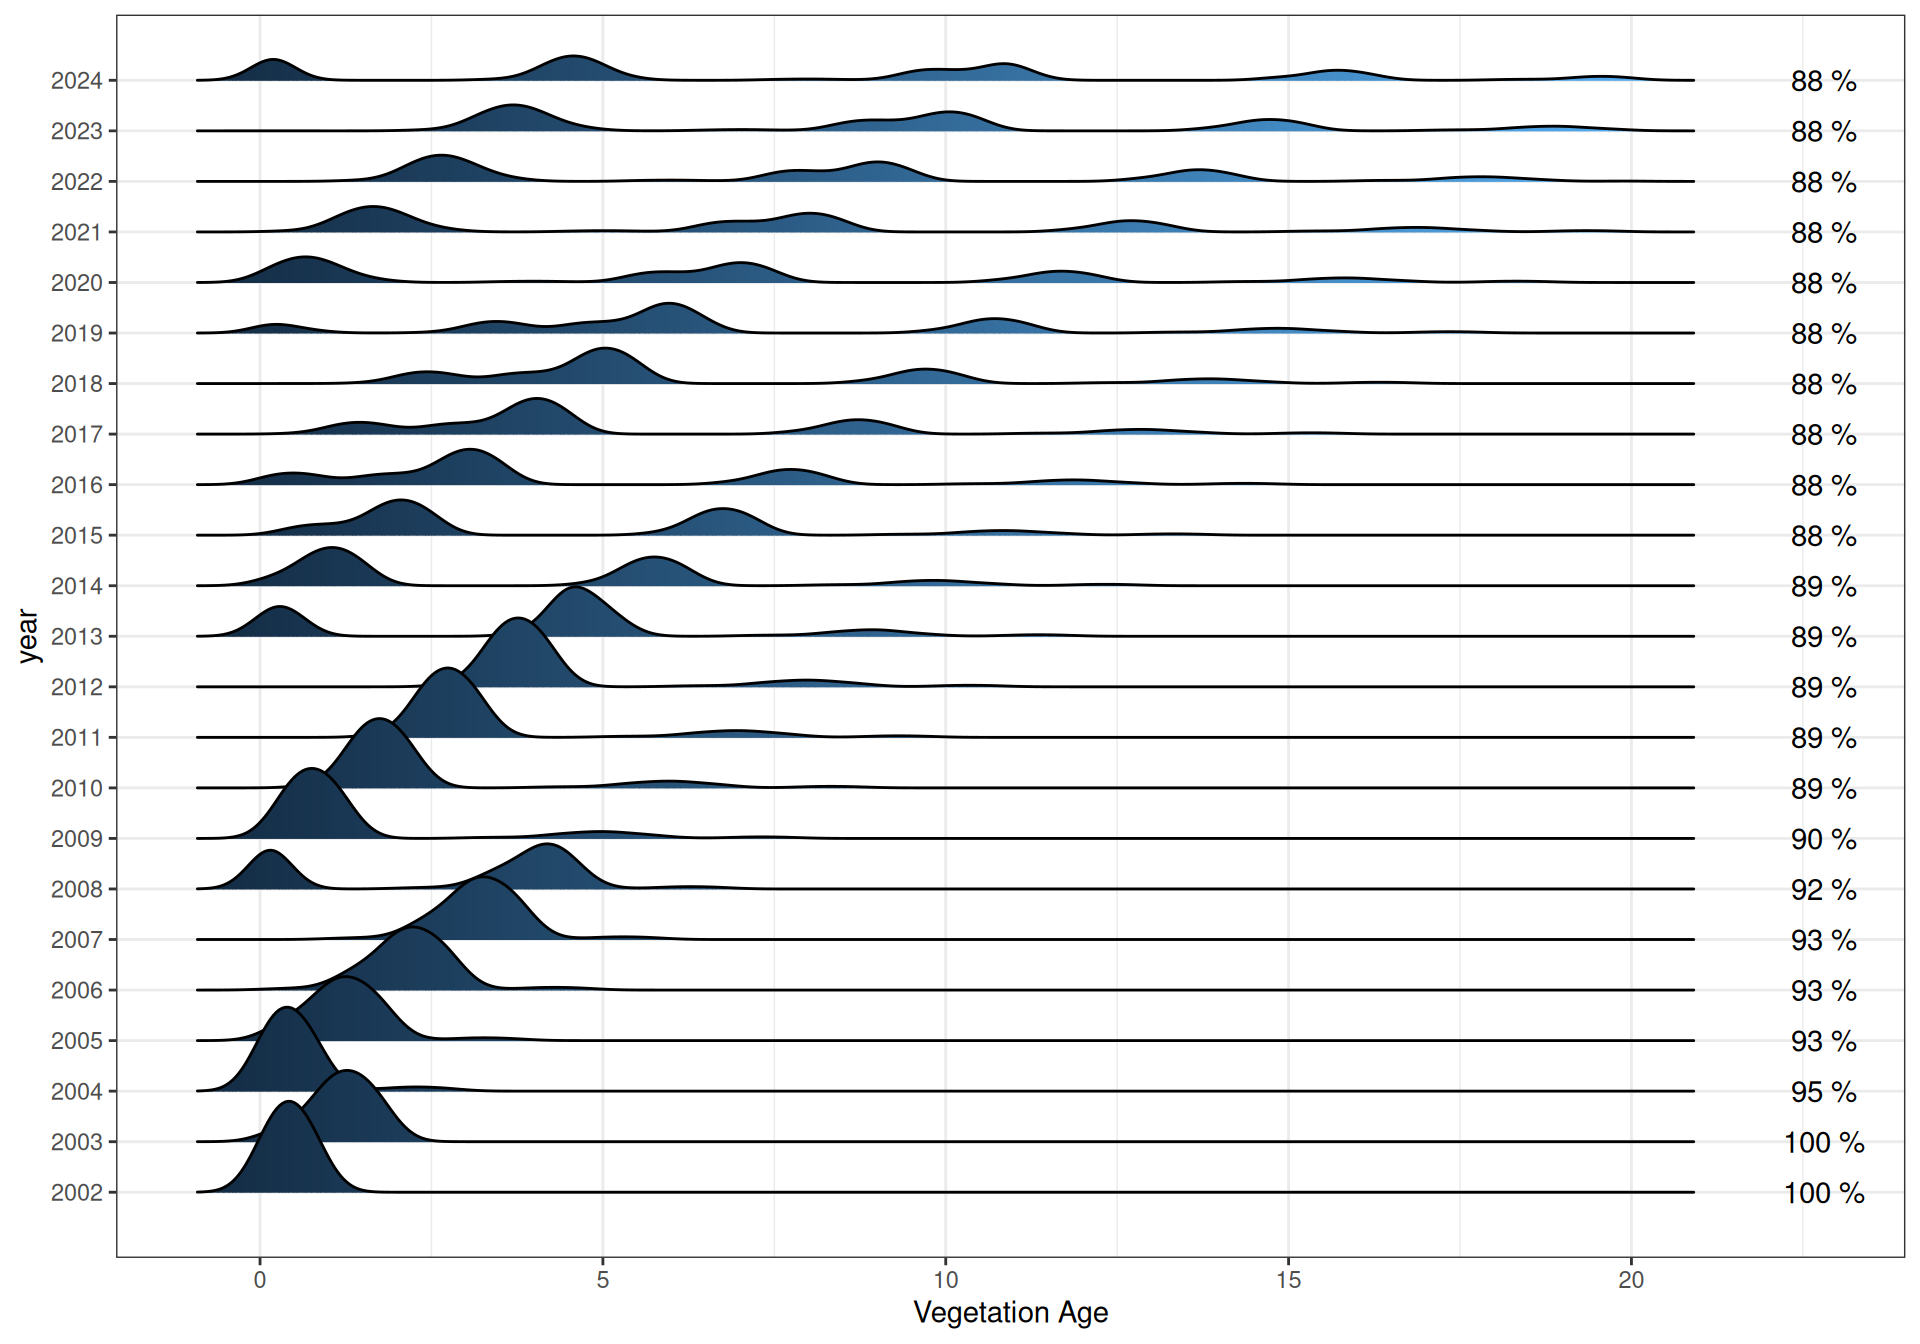 2024 88 %
2023 88 %
2022 88 %
2021 88 %
2020 88 %
2019 88 %
2018 88 %
2017 88 %
2016 88 %
2015 88 %
2014 89 %
2013 89 %
2012 89 %
2011 89 %
2010 89 %
2009 90 %
2008 92 %
2007 93 %
2006 93 %
2005 93 %
2004 95 %
2003 100 %
2002 100 %
year
0 5 10 15 20
Vegetation Age